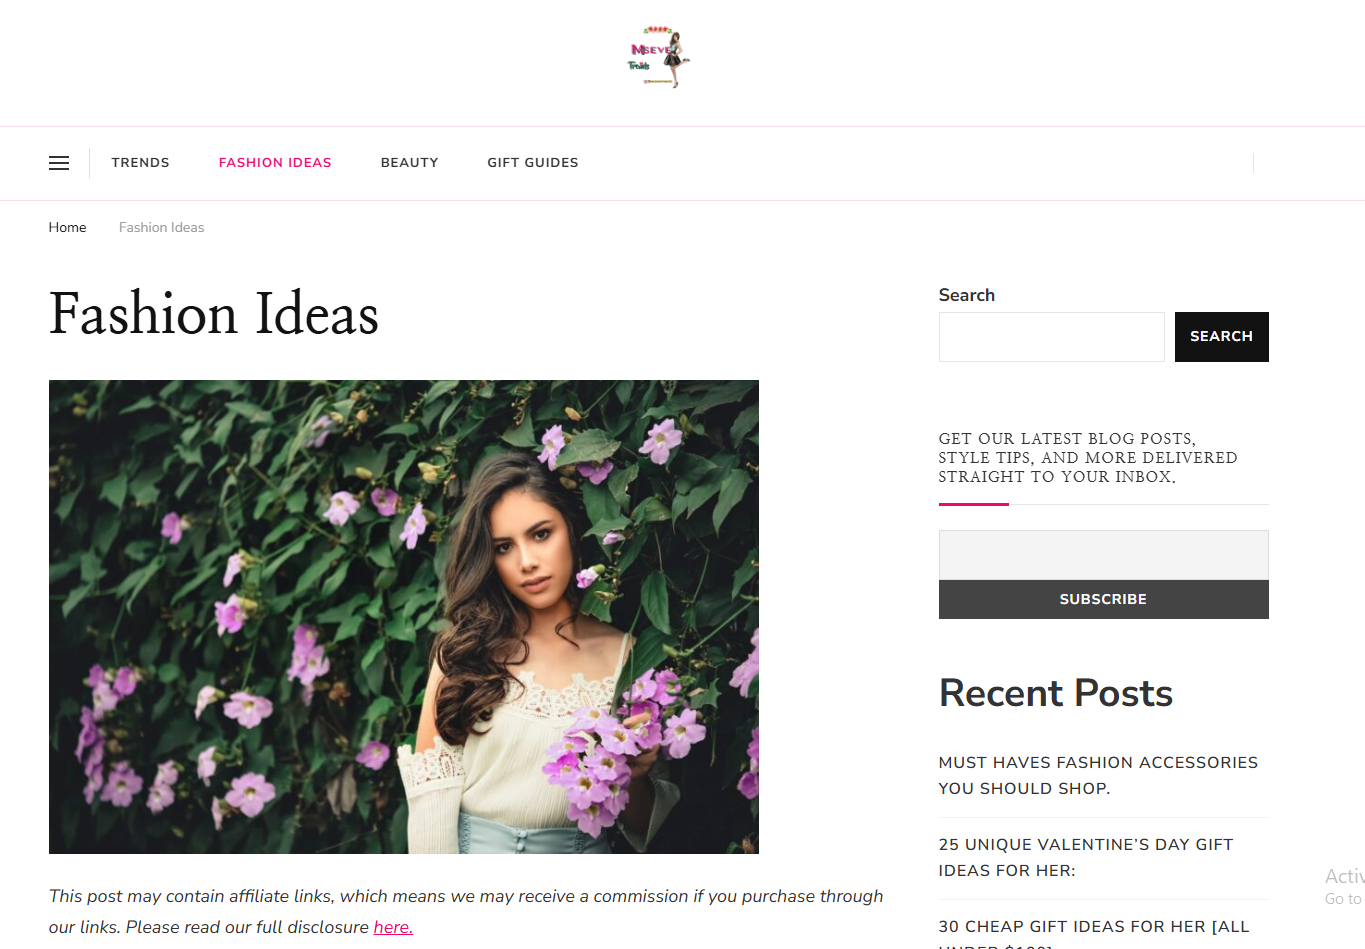 MSEVE
Trends
TRENDS
FASHION IDEAS
BEAUTY
GIFT GUIDES
Home
Fashion Ideas
Fashion Ideas
This post may contain affiliate links, which means we may receive a commission if you purchase through
our links. Please read our full disclosure here.
Search
SEARCH
GET OUR LATEST BLOG POSTS,
STYLE TIPS, AND MORE DELIVERED
STRAIGHT TO YOUR INBOX.
SUBSCRIBE
Recent Posts
MUST HAVES FASHION ACCESSORIES
YOU SHOULD SHOP.
25 UNIQUE VALENTINE'S DAY GIFT
IDEAS FOR HER:
30 CHEAP GIFT IDEAS FOR HER [ALL
UNDER $100]
Activ
Go to